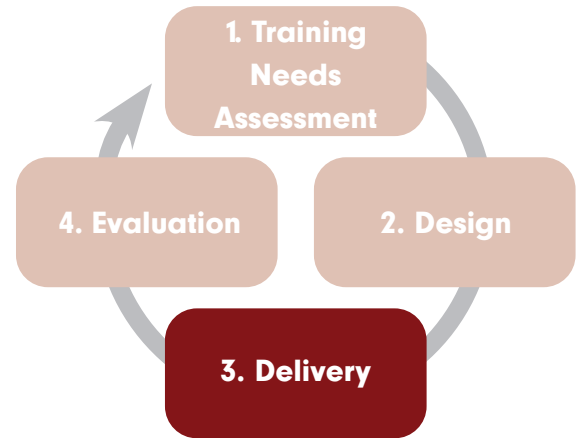 1. Training
Needs
Assessment
4. Evaluation
2. Design
3. Delivery